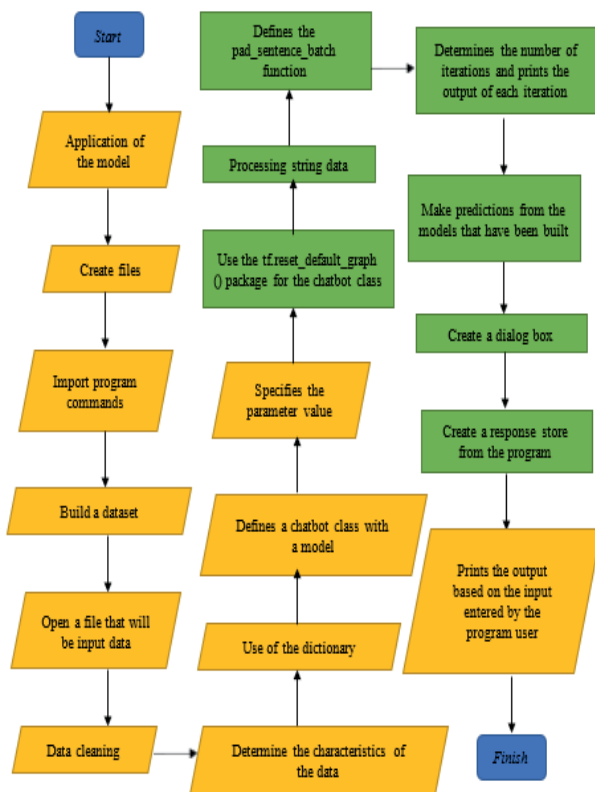 Start
Application of
the model
Create files
Import program
commands
Build a dataset
Open a file that will
be input data
Data cleaning
Determine the characteristics of
the data
Use of the dictionary
Defines a chatbot class with
a model
Specifies the
parameter value
Use the tf.reset_default_graph
() package for the chatbot class
Processing string data
Defines the
pad_sentence_batch
function
Determines the number of
iterations and prints the
output of each iteration
Make predictions from the
models that have been built
Create a dialog box
Create a response store
from the program
Prints the output
based on the input
entered by the
program user
Finish